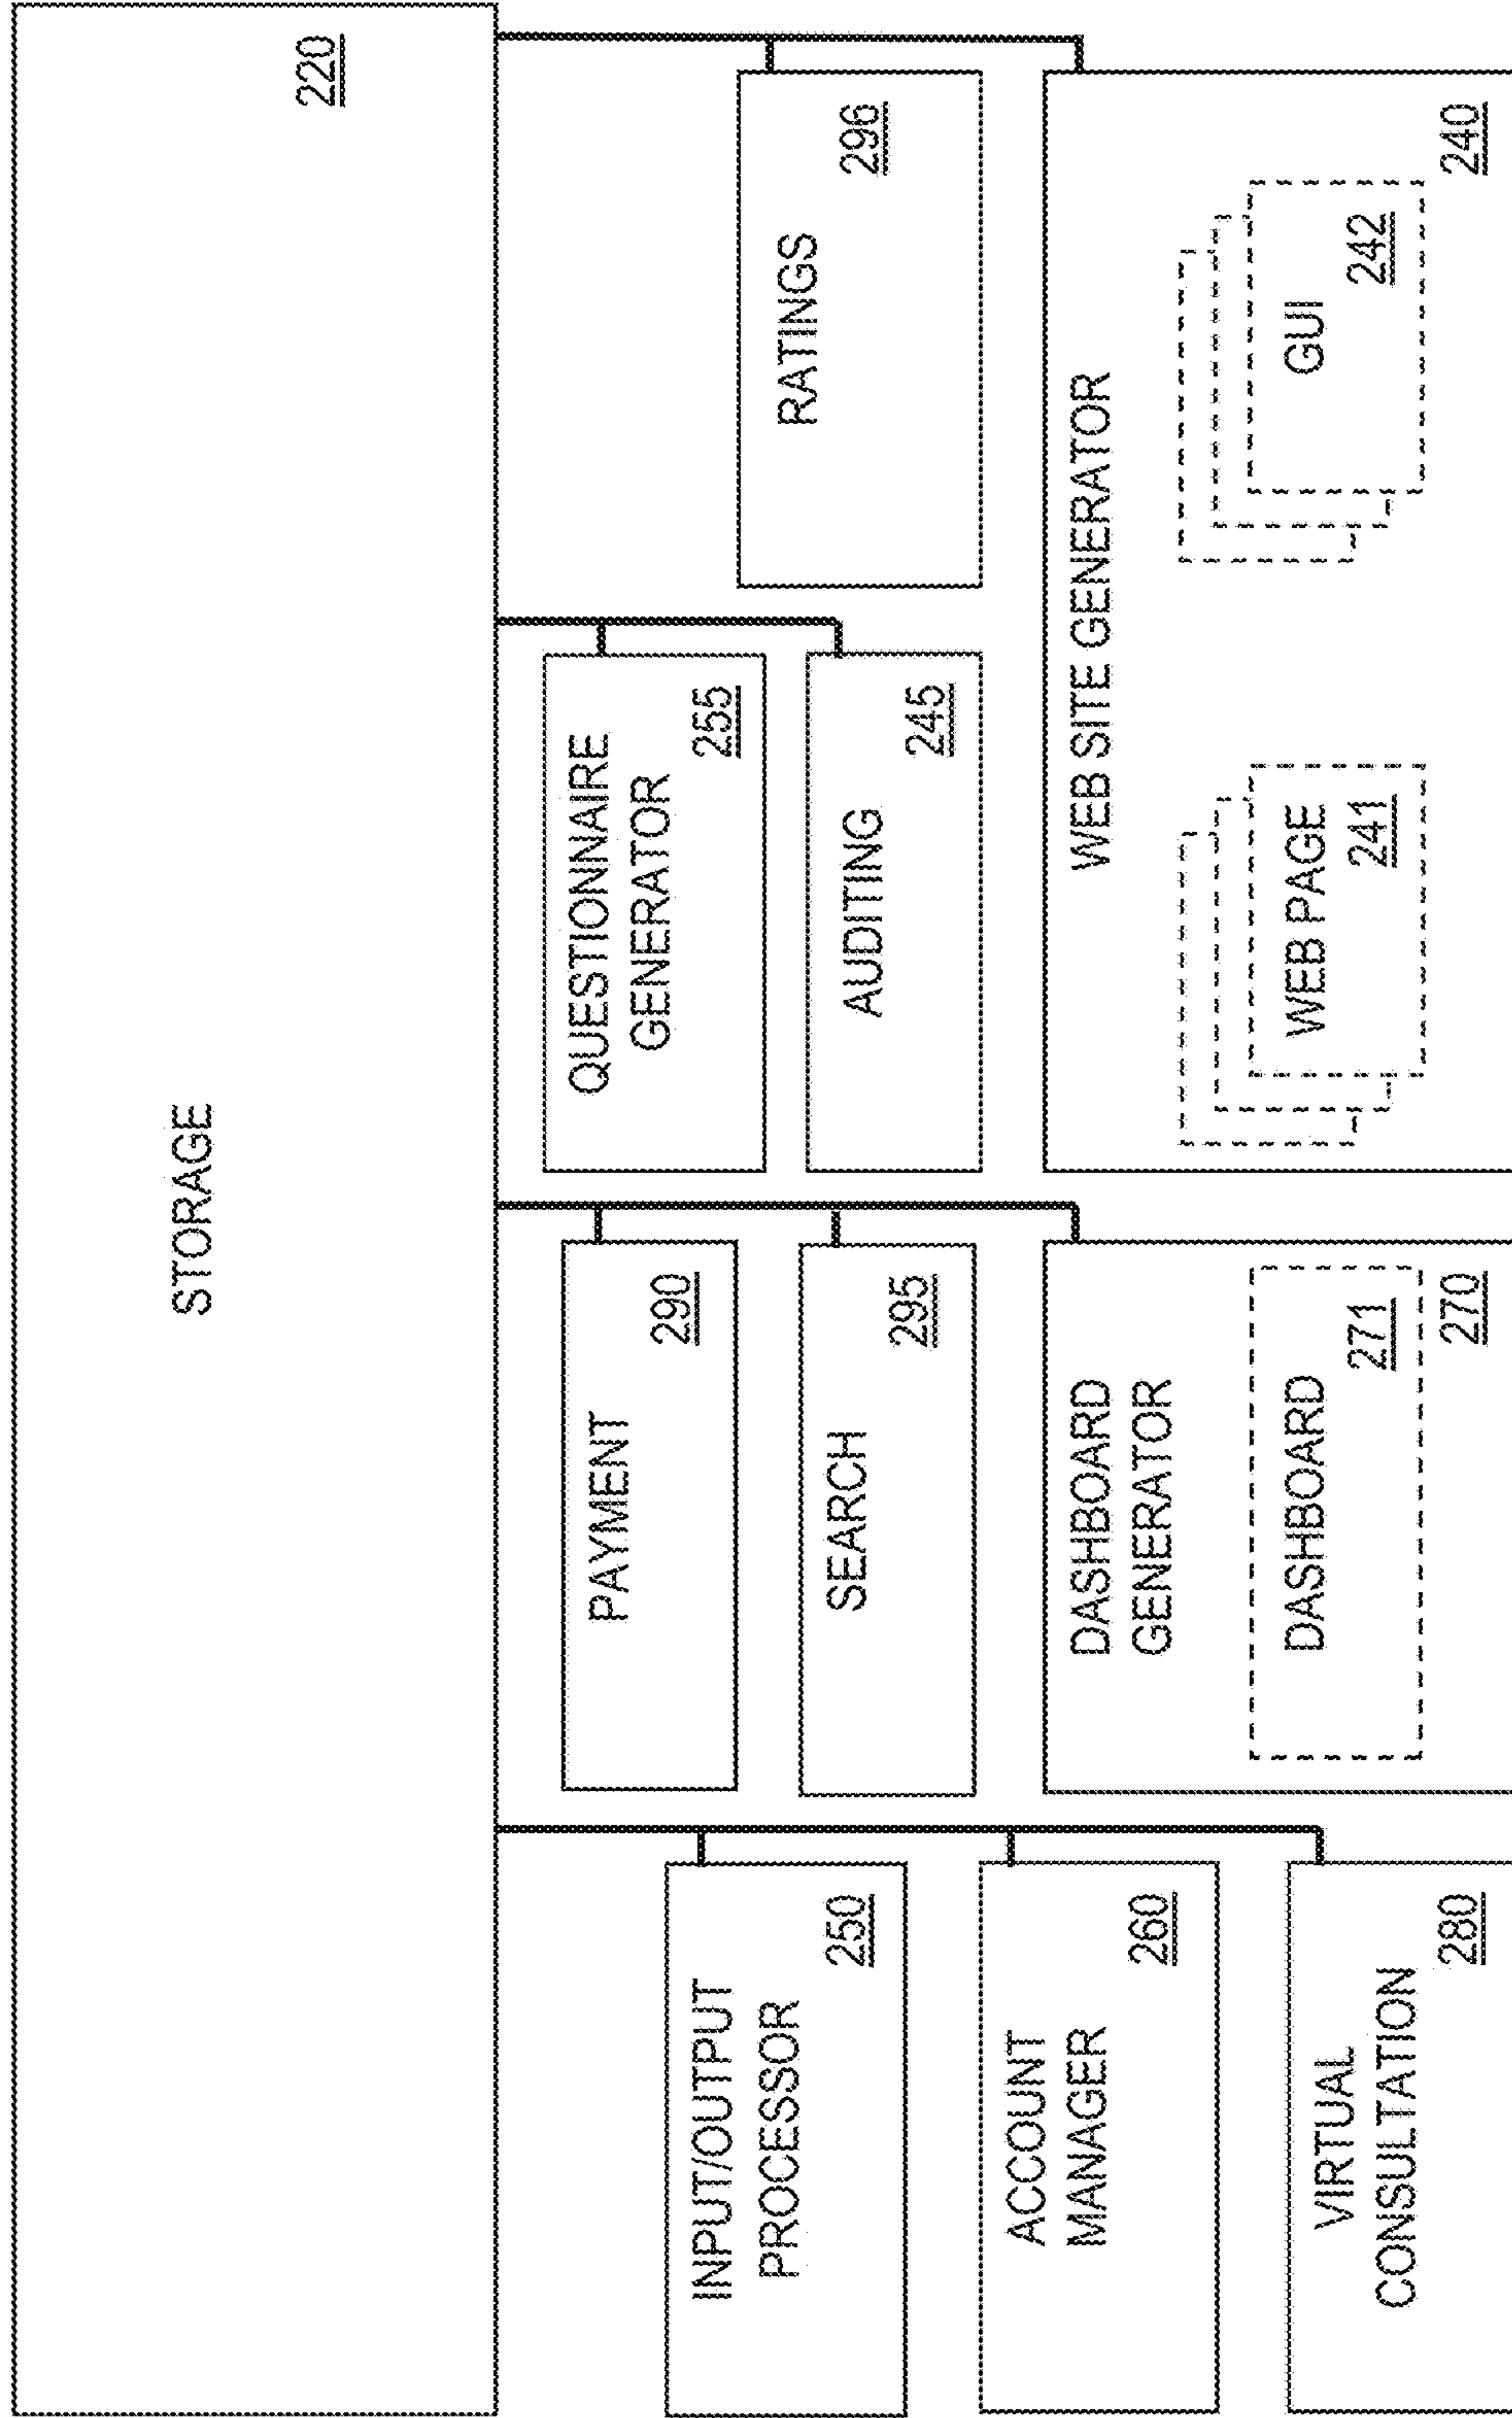 STORAGE
220
INPUT/OUTPUT
PROCESSOR
250
ACCOUNT
MANAGER
260
VIRTUAL
CONSULTATION
280
PAYMENT
290
SEARCH
295
DASHBOARD
GENERATOR
DASHBOARD
271
270
QUESTIONNAIRE
GENERATOR
255
AUDITING
245
RATINGS
296
WEB SITE GENERATOR
WEB PAGE
241
GUI
242
240